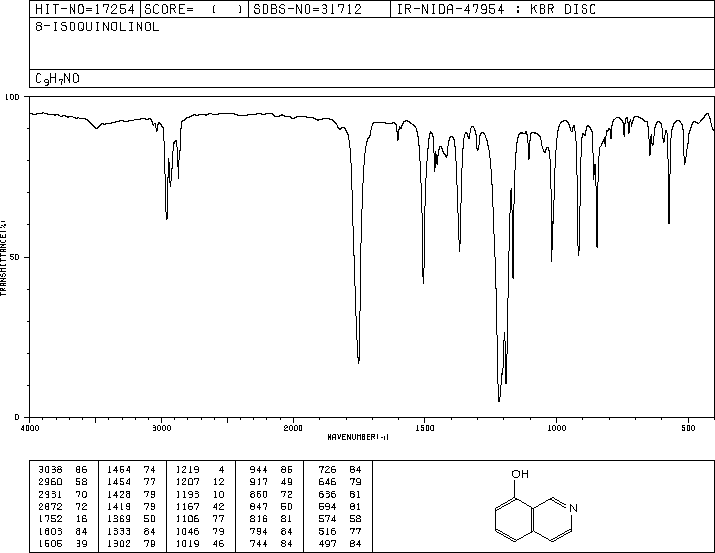 HIT-NO=17254 SCORE= ( ) SDBS-NO=31712 IR-NIDA-47954 : KBR DISC
8-ISOQUINOLINOL
C9H7NO
100
50
0
TRANSMITTANCE(%)
4000 3000 2000 1500 1000 500
WAVENUMBER(-1)
3038 86 1464 74 1219 4 944 86 726 84
2960 58 1454 77 1207 12 917 49 646 79
2931 70 1428 79 1193 10 860 72 636 81
2872 72 1419 79 1167 42 847 50 594 81
1752 16 1369 50 1106 77 816 81 574 58
1603 84 1333 84 1046 79 794 84 516 77
1506 39 1302 79 1019 46 744 84 497 84
OH
N